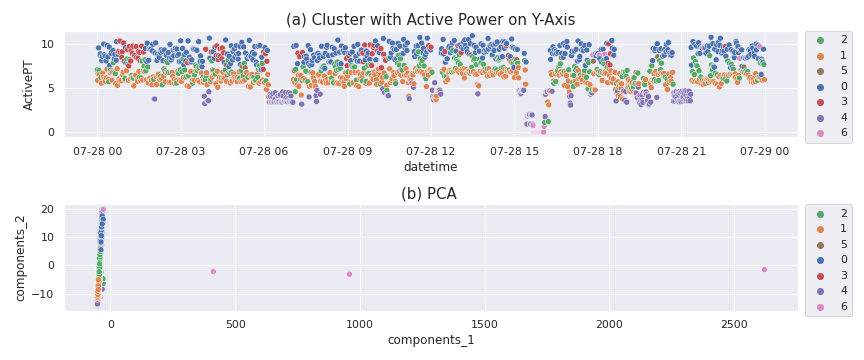 (a) Cluster with Active Power on Y-Axis
10
5
0
ActivePT
07-28 00 07-28 03 07-28 06 07-28 09 07-28 12 07-28 15 07-28 18 07-28 21 07-29 00
datetime
2
1
5
0
3
4
6
(b) PCA
20
10
0
−10
components_2
0 500 1000 1500 2000 2500
components_1
2
1
5
0
3
4
6